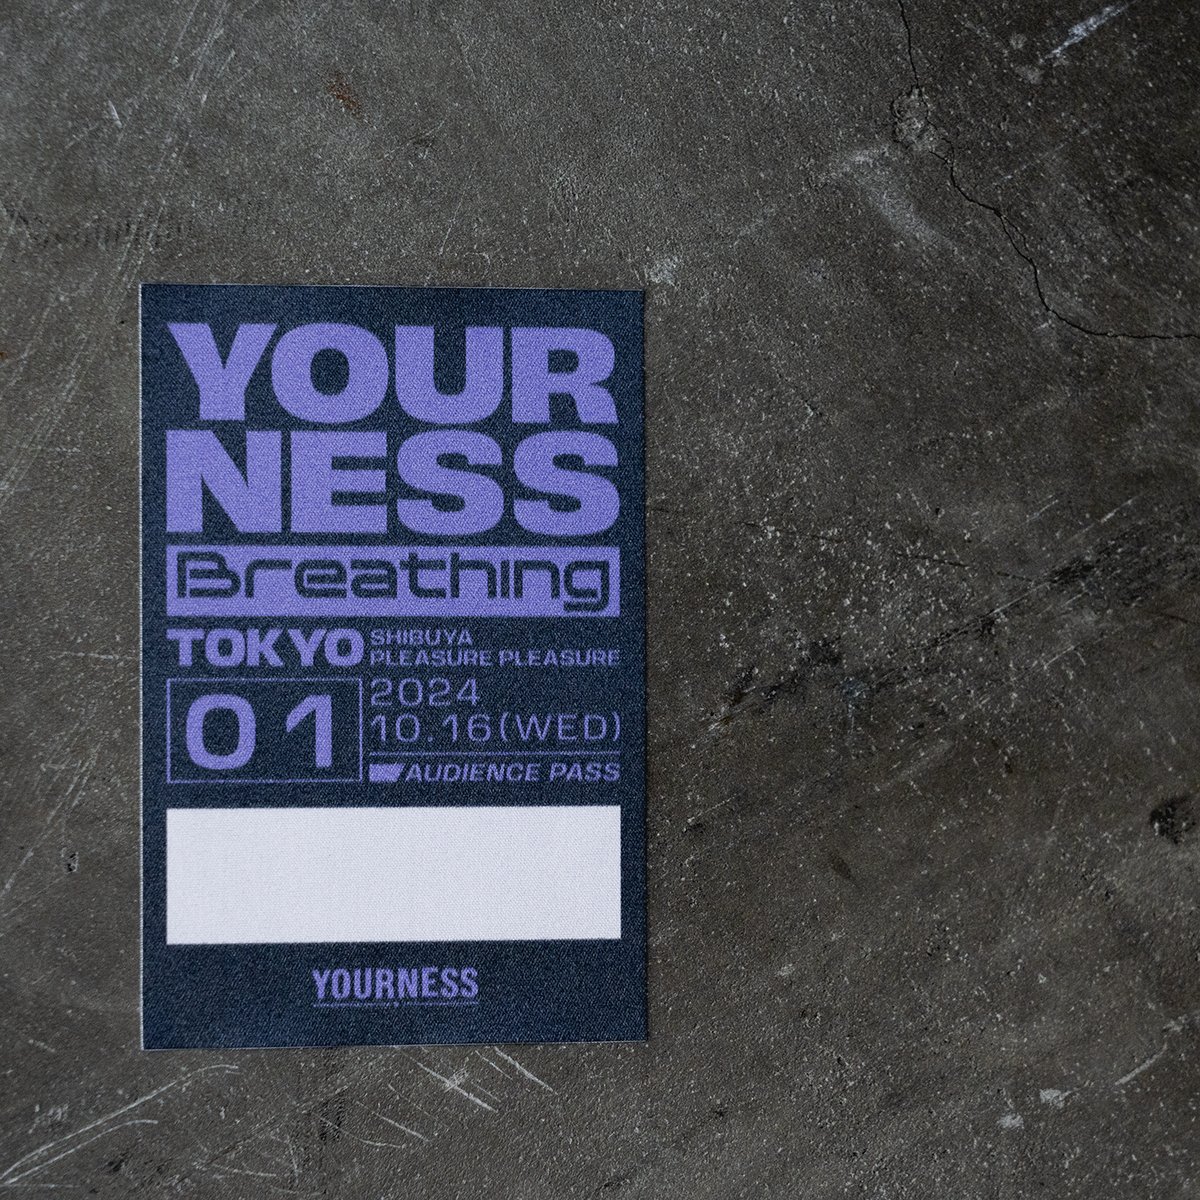 YOUR
NESS
Breathing
TOKYO
SHIBUYA
PLEASURE PLEASURE
01
2024
10.16(WED)
AUDIENCE PASS
YOURNESS